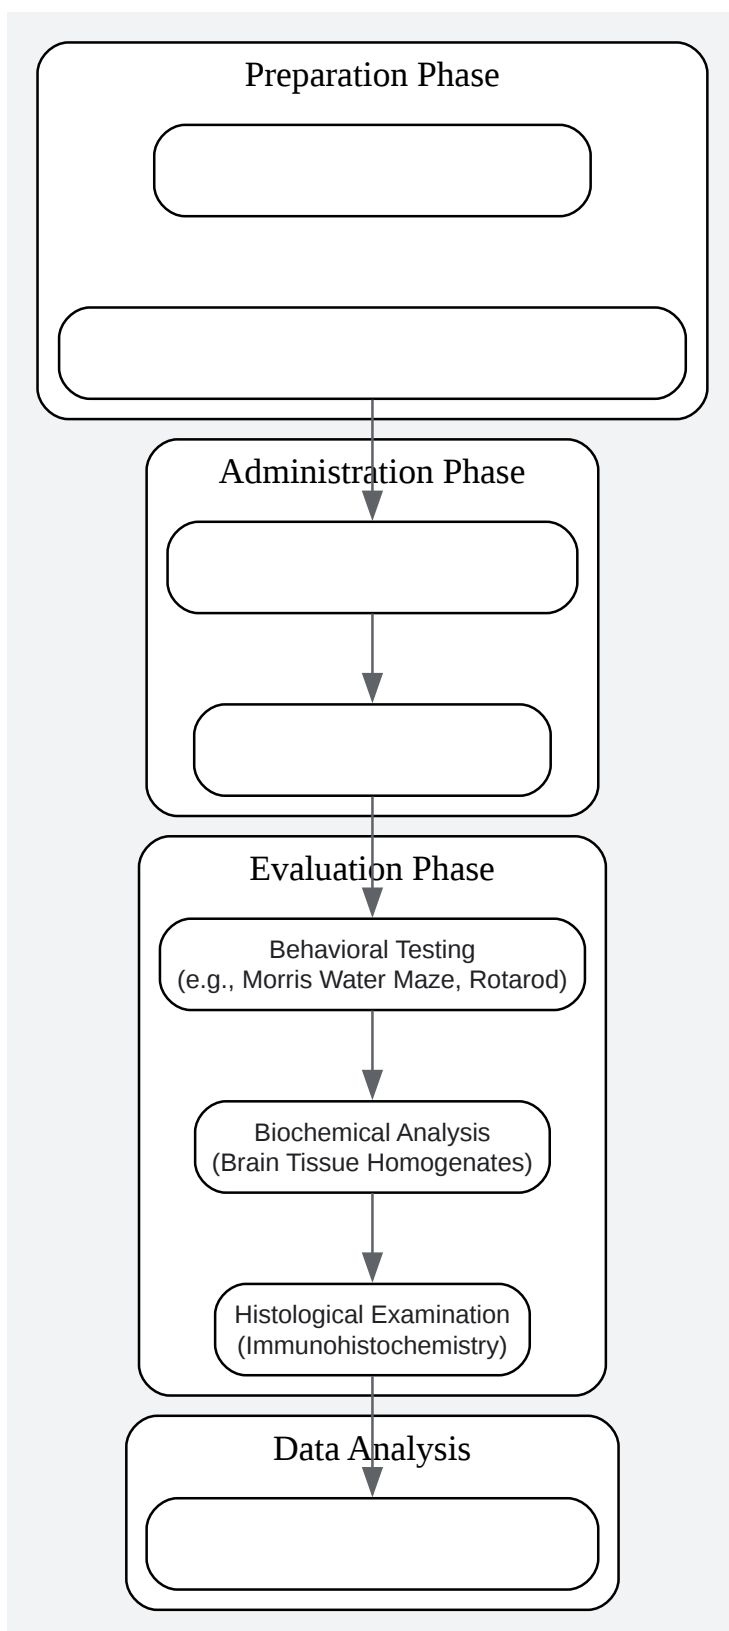 Preparation Phase
Administration Phase
Evaluation Phase
Behavioral Testing
(e.g., Morris Water Maze, Rotarod)
Biochemical Analysis
(Brain Tissue Homogenates)
Histological Examination
(Immunohistochemistry)
Data Analysis